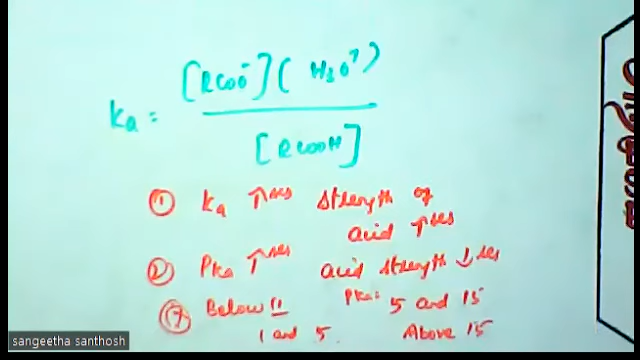 [RCOO⁻] ( H₃O⁺)
Ka =
[RCOOH]
① Ka ↑ses strength of
acid ↑ses
② Pka ↑ses acid strength ↓ses
Below 1 Pka: 5 and 15
1 and 5 Above 15
sangeetha santhosh